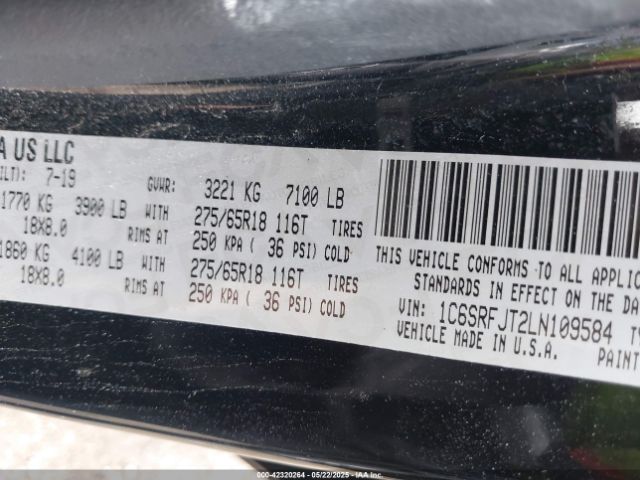 A US LLC
ILT): 7-19 GVWR: 3221 KG 7100 LB
1770 KG 3900 LB WITH 275/65R18 116T TIRES
18X8.0 RIMS AT 250 KPA ( 36 PSI) COLD
1860 KG 4100 LB WITH 275/65R18 116T TIRES
18X8.0 RIMS AT 250 KPA ( 36 PSI) COLD
THIS VEHICLE CONFORMS TO ALL APPLIC
STANDARDS IN EFFECT ON THE DA
VIN: 1C6SRFJT2LN109584 TY
VEHICLE MADE IN U.S.A. PAINT
000-42320264 - 05/22/2025 - IAA Inc.